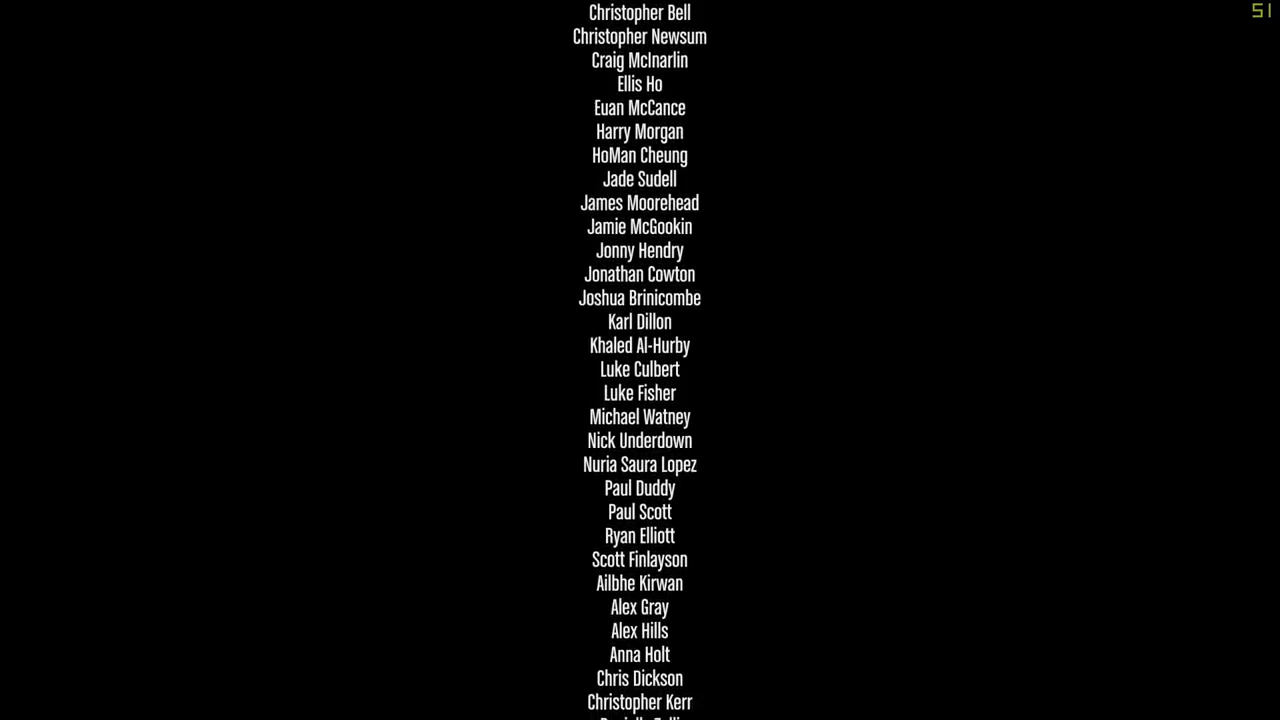 Christopher Bell
51
Christopher Newsum
Craig McInarlin
Ellis Ho
Euan McCance
Harry Morgan
HoMan Cheung
Jade Sudell
James Moorehead
Jamie McGookin
Jonny Hendry
Jonathan Cowton
Joshua Brinicombe
Karl Dillon
Khaled Al-Hurby
Luke Culbert
Luke Fisher
Michael Watney
Nick Underdown
Nuria Saura Lopez
Paul Duddy
Paul Scott
Ryan Elliott
Scott Finlayson
Ailbhe Kirwan
Alex Gray
Alex Hills
Anna Holt
Chris Dickson
Christopher Kerr